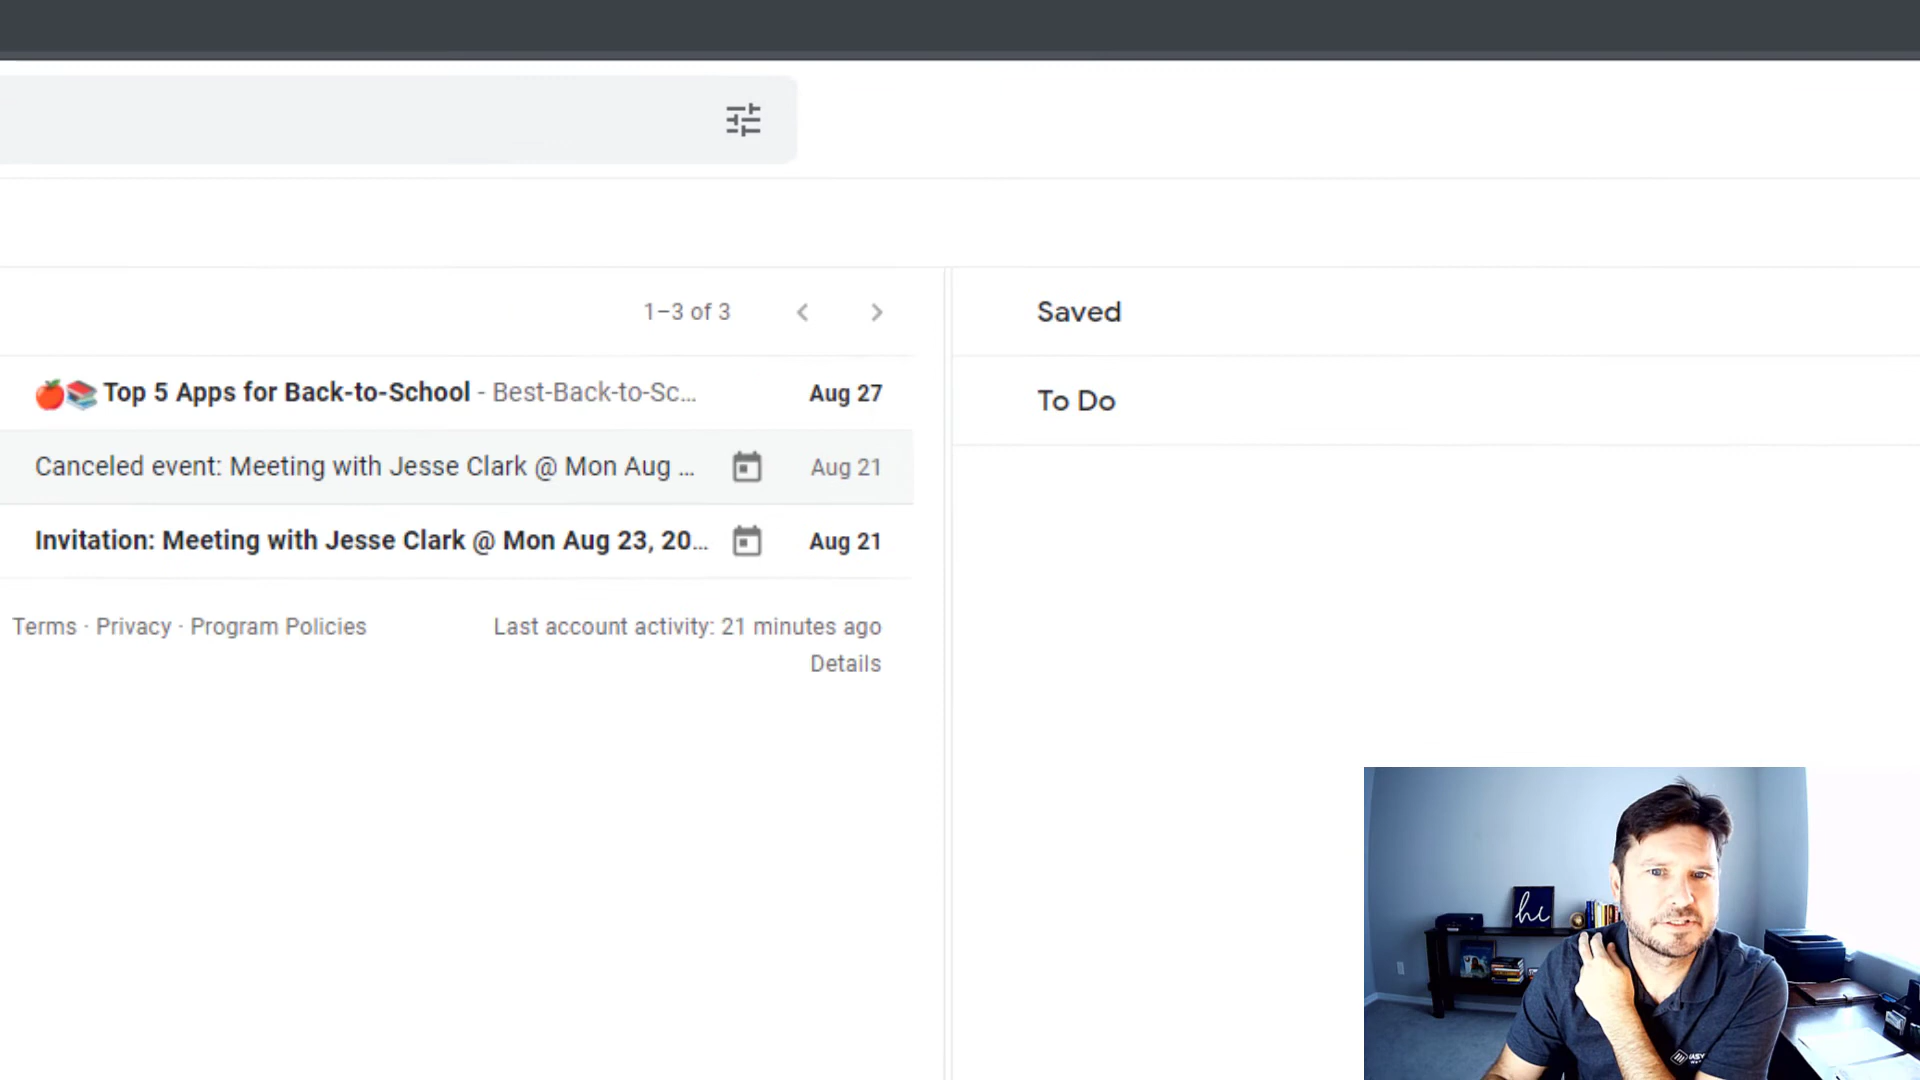 1–3 of 3
🍎📚 Top 5 Apps for Back-to-School - Best-Back-to-Sc...
Aug 27
Canceled event: Meeting with Jesse Clark @ Mon Aug ...
Aug 21
Invitation: Meeting with Jesse Clark @ Mon Aug 23, 20...
Aug 21
Terms · Privacy · Program Policies
Last account activity: 21 minutes ago
Details
Saved
To Do
hi